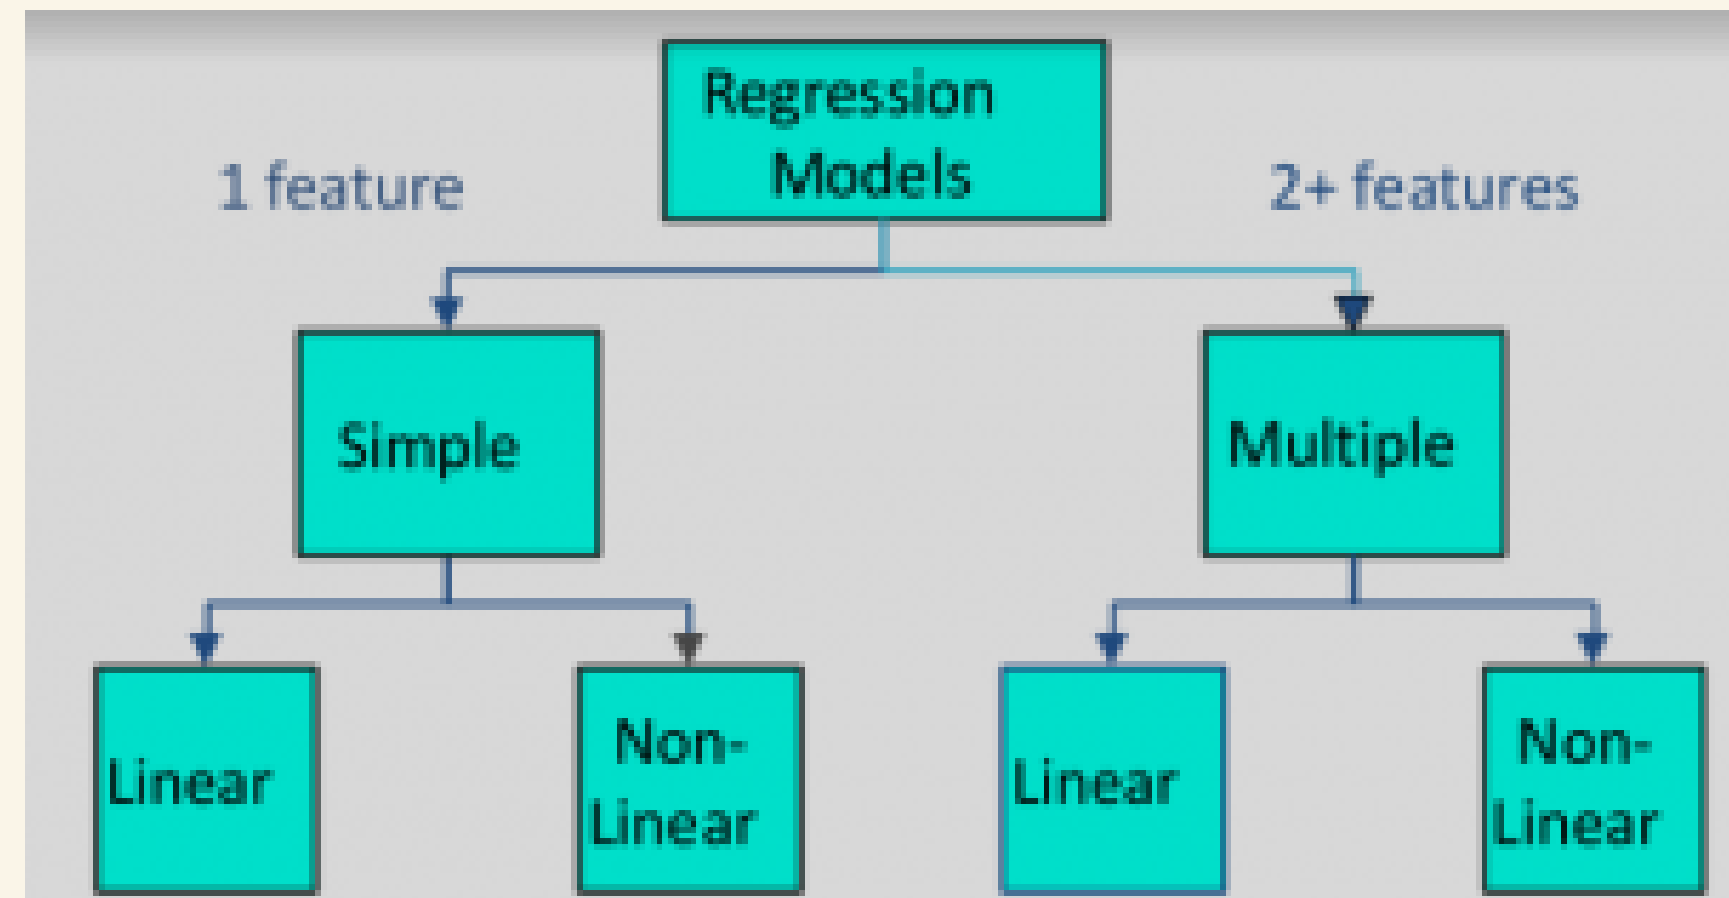 Regression
Models
1 feature
2+ features
Simple
Multiple
Linear
Non-
Linear
Linear
Non-
Linear